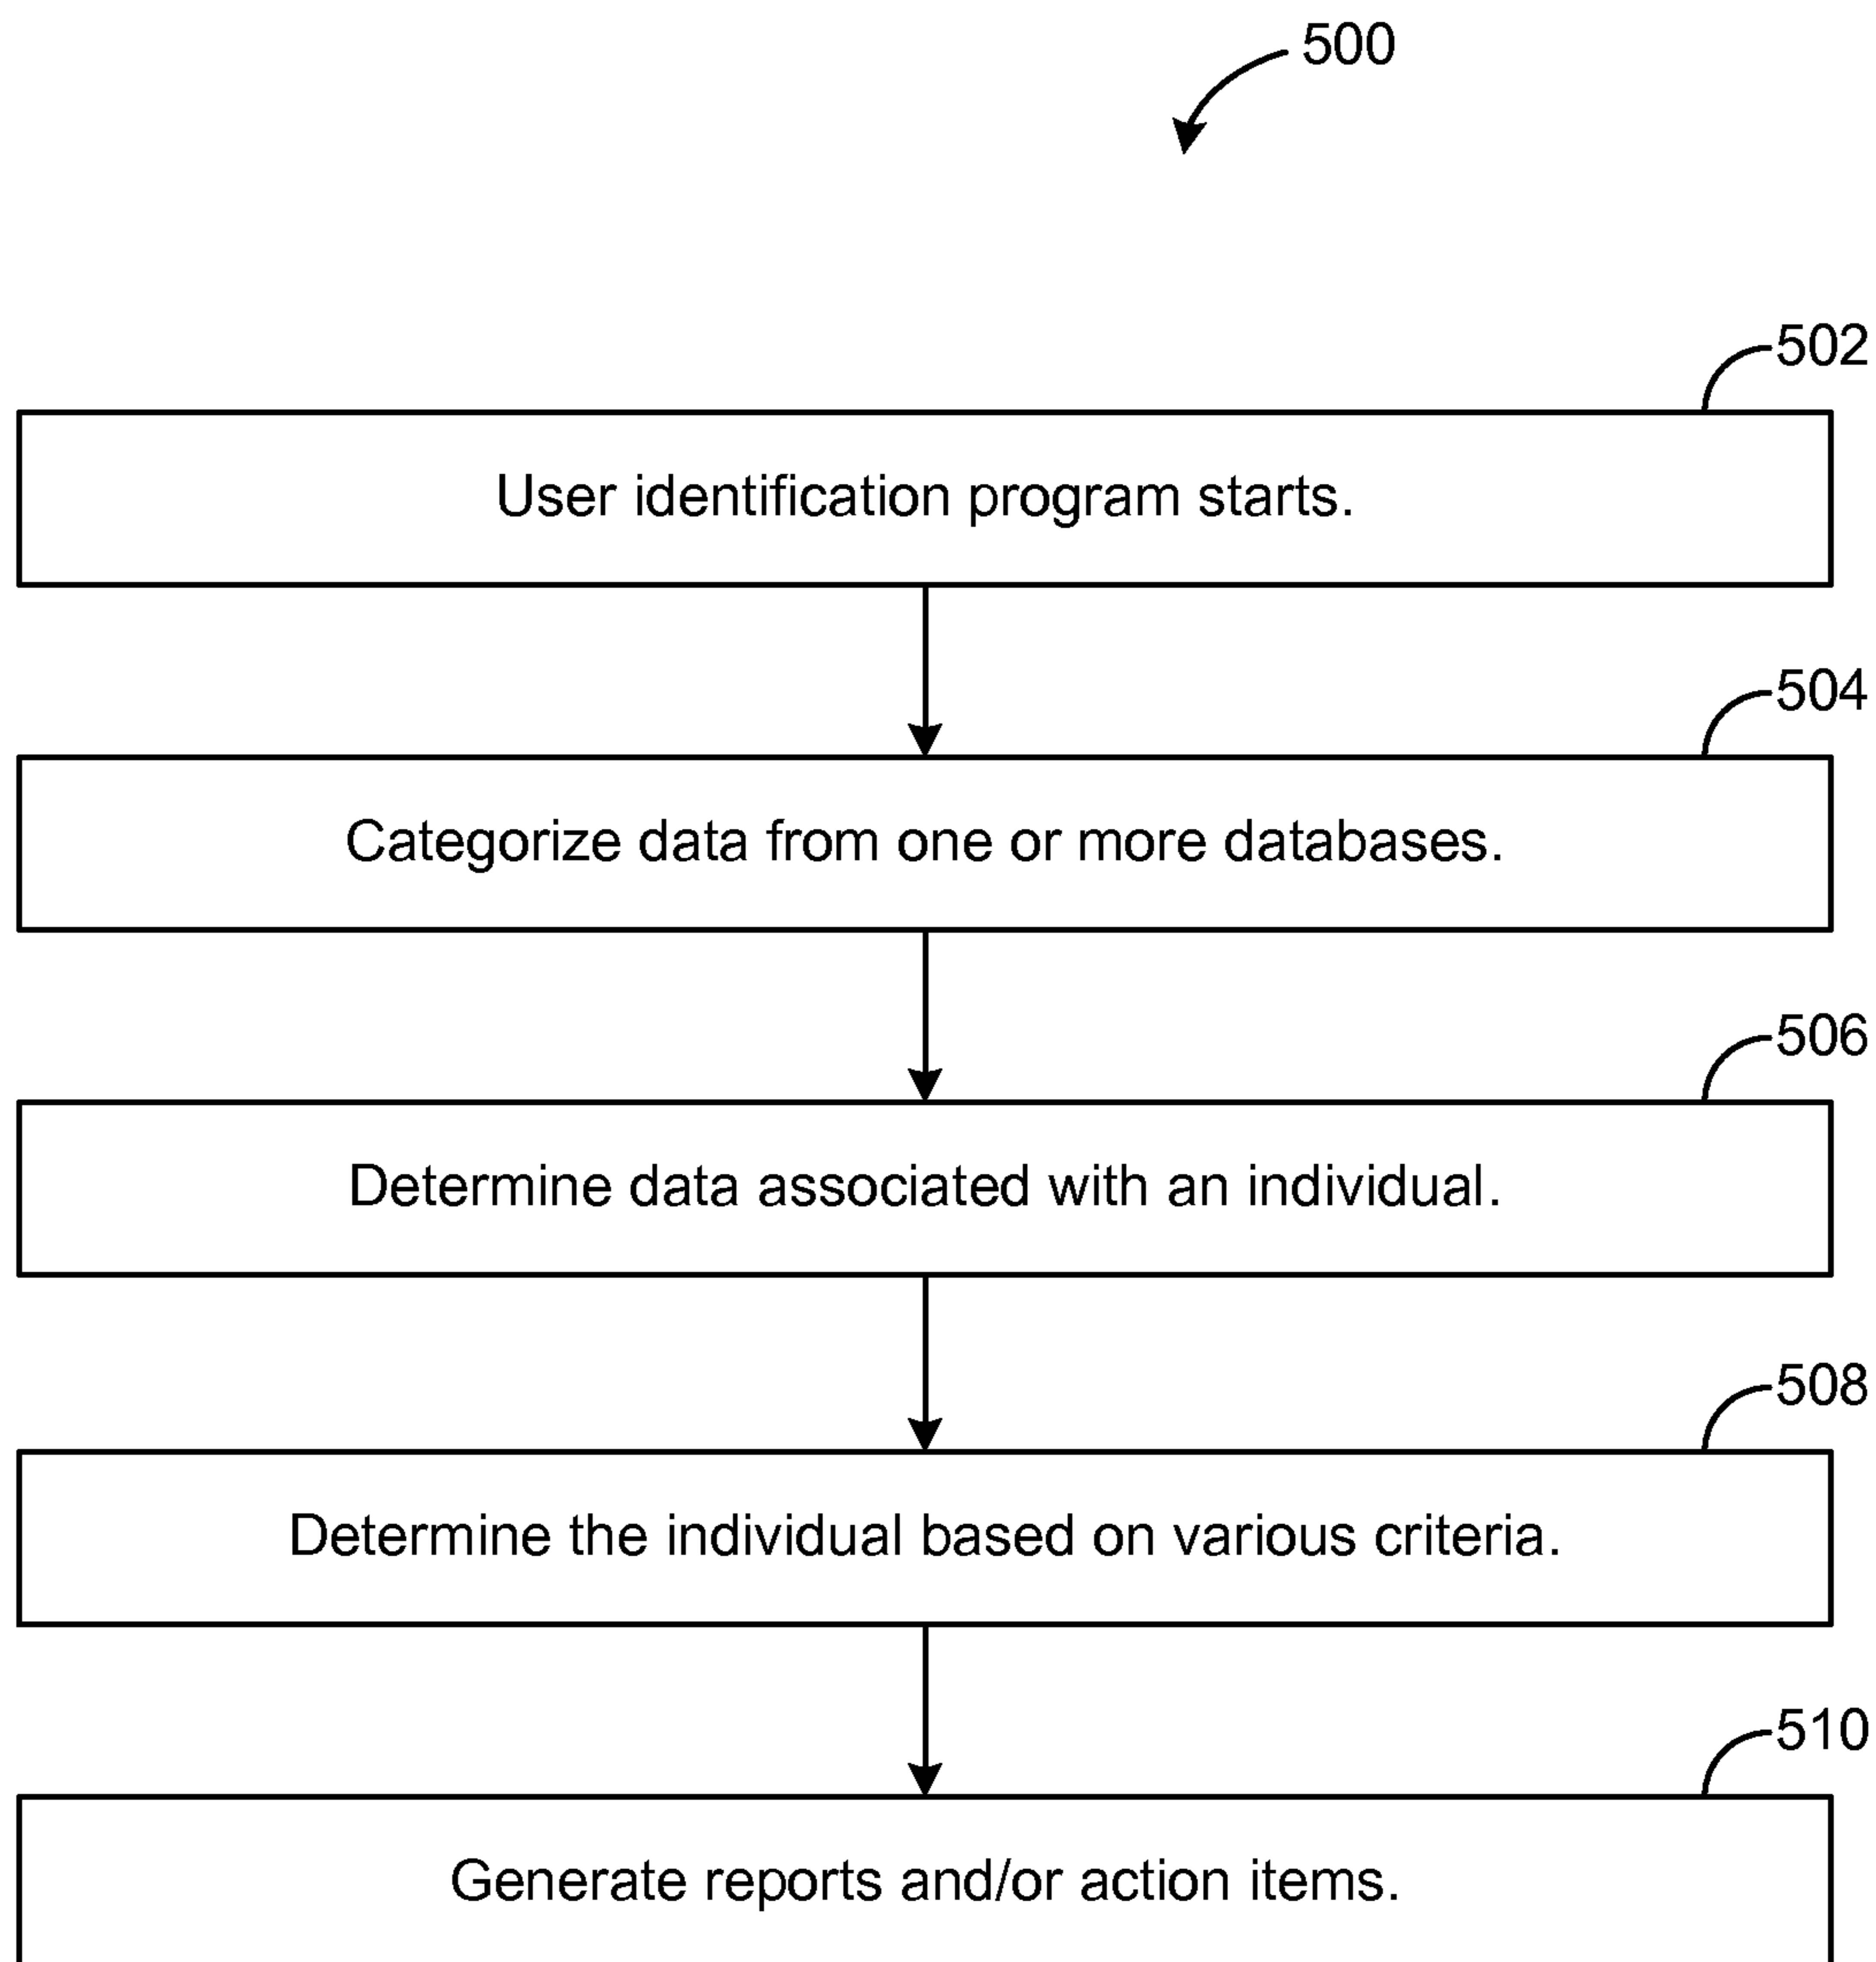 500
502
User identification program starts.
504
Categorize data from one or more databases.
506
Determine data associated with an individual.
508
Determine the individual based on various criteria.
510
Generate reports and/or action items.